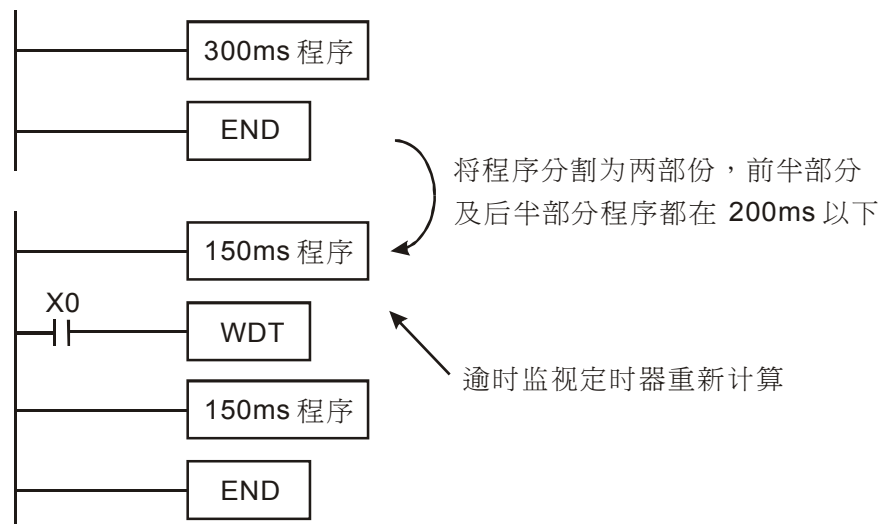 300ms 程序
END
将程序分割为两部份，前半部分
及后半部分程序都在 200ms 以下
150ms 程序
X0
WDT
逾时监视定时器重新计算
150ms 程序
END